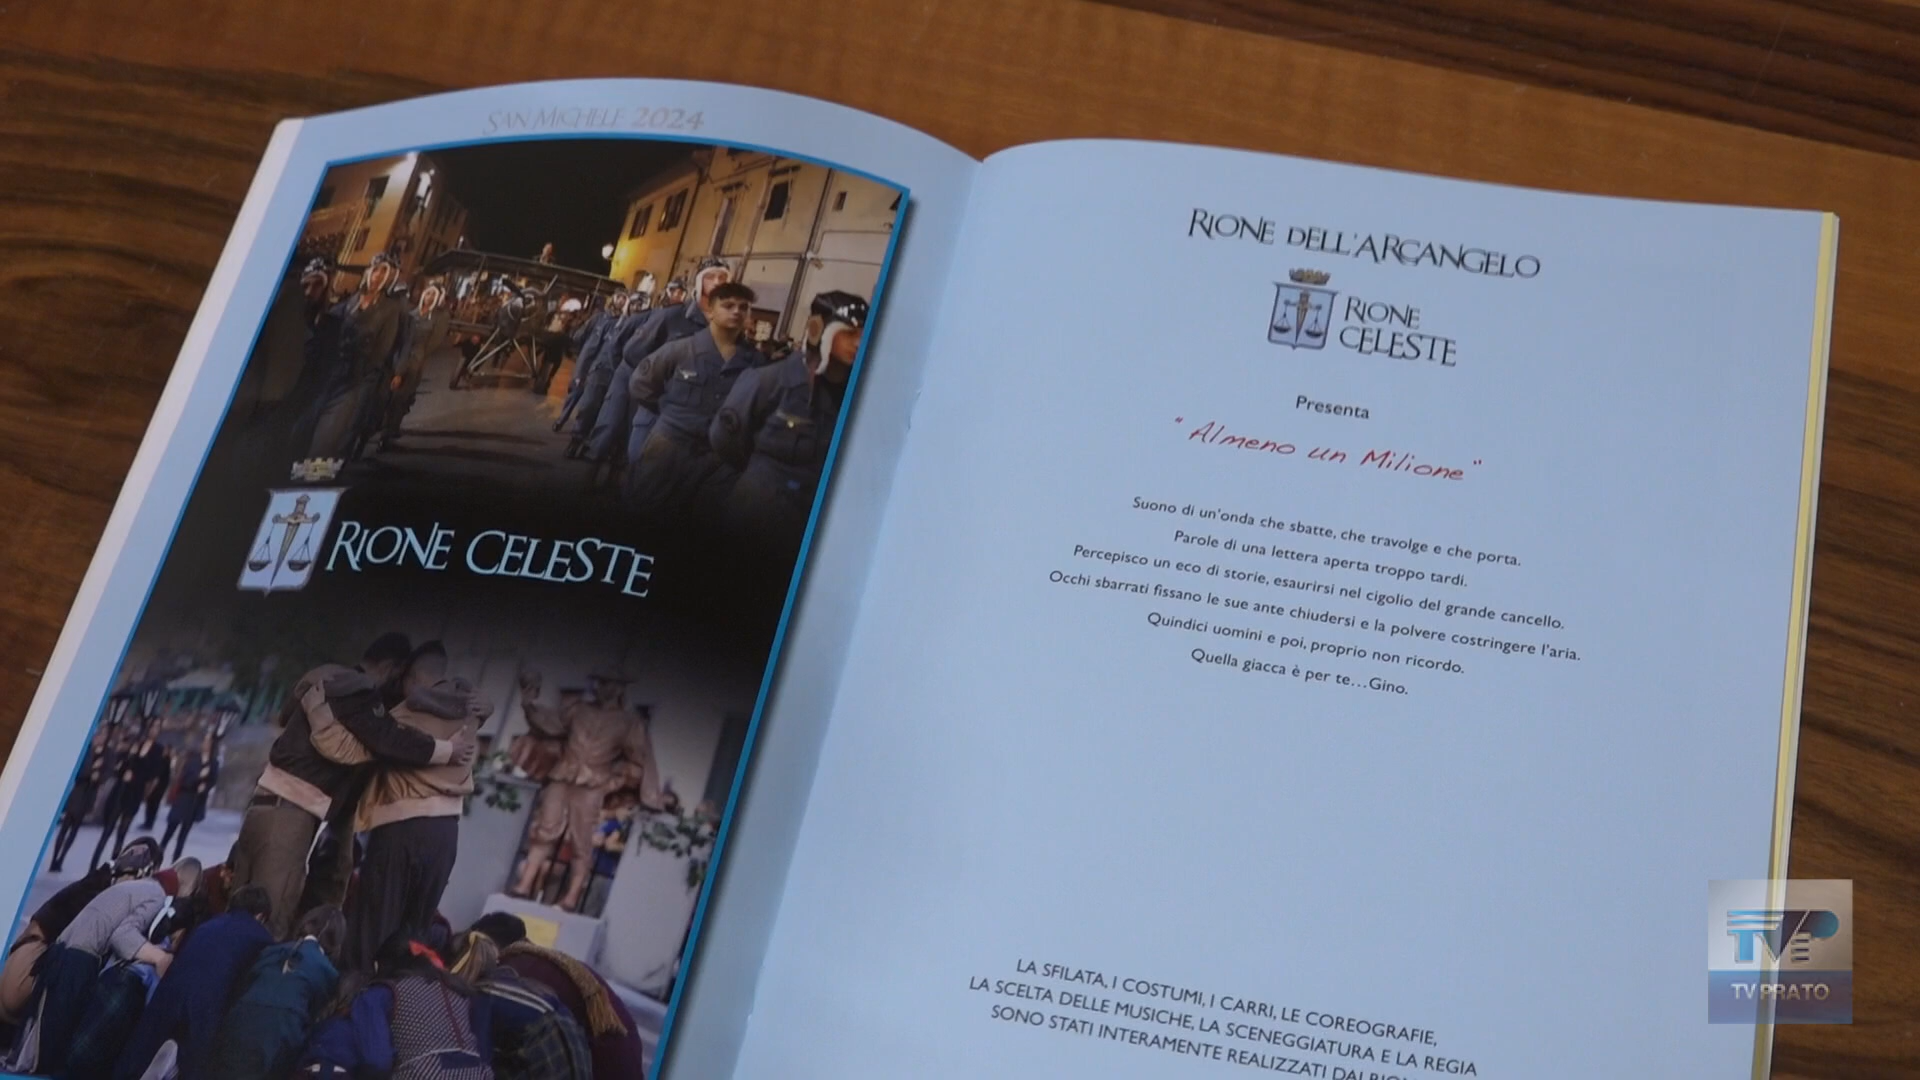 SAN MICHELE 2024
RIONE CELESTE
RIONE DELL'ARCANGELO
RIONE
CELESTE
Presenta
"Almeno un Milione"
Suono di un'onda che sbatte, che travolge e che porta.
Parole di una lettera aperta troppo tardi.
Percepisco un eco di storie, esaurirsi nel cigolio del grande cancello.
Occhi sbarrati fissano le sue ante chiudersi e la polvere costringere l'aria.
Quindici uomini e poi, proprio non ricordo.
Quella giacca è per te...Gino.
LA SFILATA, I COSTUMI, I CARRI, LE COREOGRAFIE,
LA SCELTA DELLE MUSICHE, LA SCENEGGIATURA E LA REGIA
SONO STATI INTERAMENTE REALIZZATI DAL
TVP
TV PRATO